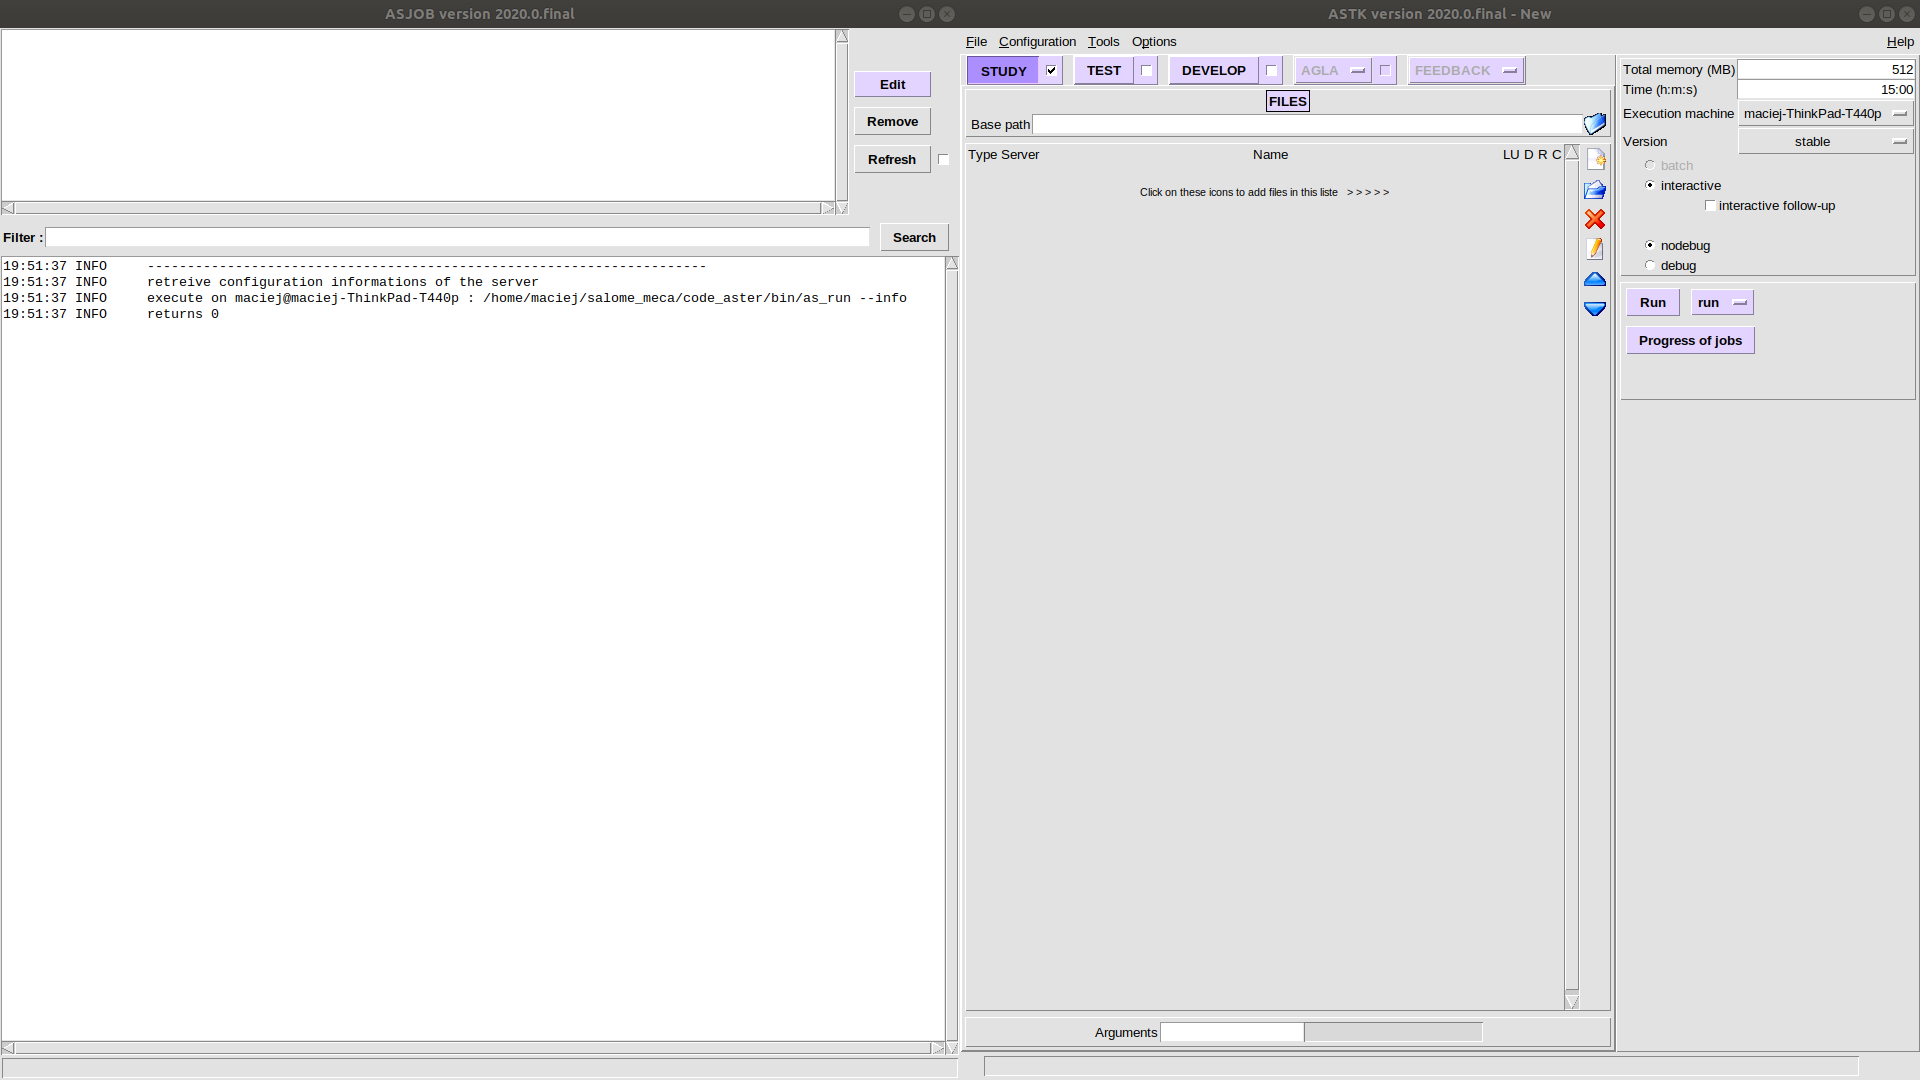 ASJOB version 2020.0.final
Edit
Remove
Refresh
Filter :
Search
19:51:37 INFO ----------------------------------------------------------------------
19:51:37 INFO retreive configuration informations of the server
19:51:37 INFO execute on maciej@maciej-ThinkPad-T440p : /home/maciej/salome_meca/code_aster/bin/as_run --info
19:51:37 INFO returns 0
ASTK version 2020.0.final - New
File Configuration Tools Options Help
STUDY TEST DEVELOP AGLA FEEDBACK
FILES
Base path
Type Server Name LU D R C
Click on these icons to add files in this liste > > > > >
Arguments
Total memory (MB) 512
Time (h:m:s) 15:00
Execution machine maciej-ThinkPad-T440p
Version stable
batch
interactive
interactive follow-up
nodebug
debug
Run run
Progress of jobs